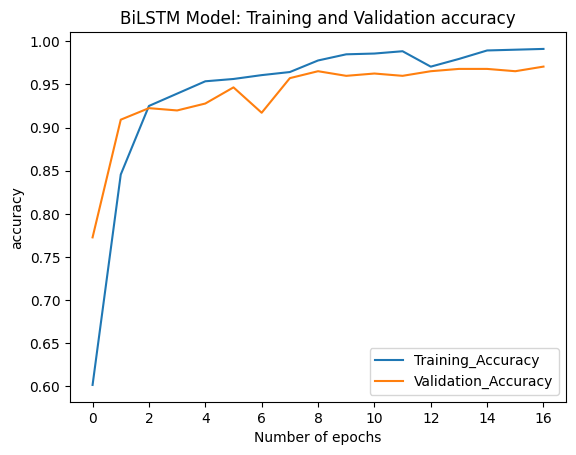 BiLSTM Model: Training and Validation accuracy
1.00
0.95
0.90
0.85
0.80
0.75
0.70
0.65
0.60
accuracy
Training_Accuracy
Validation_Accuracy
0 2 4 6 8 10 12 14 16
Number of epochs